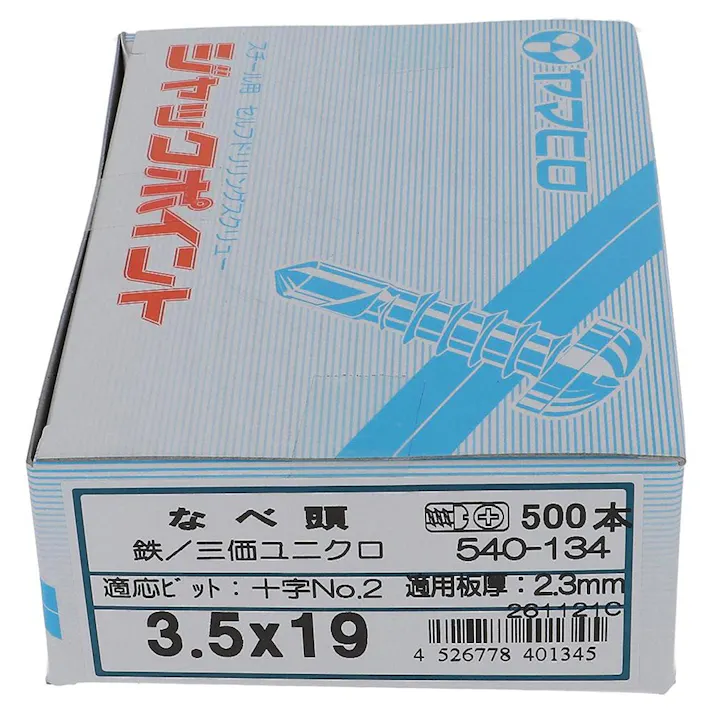 ヤマヒロ
スチール用 セルフドリリングスクリュー
ジャックポイント
なべ頭
500本
鉄／三価ユニクロ
540-134
適応ビット：十字No.2
適用板厚：2.3mm
261121C
3.5x19
4 526778 401345